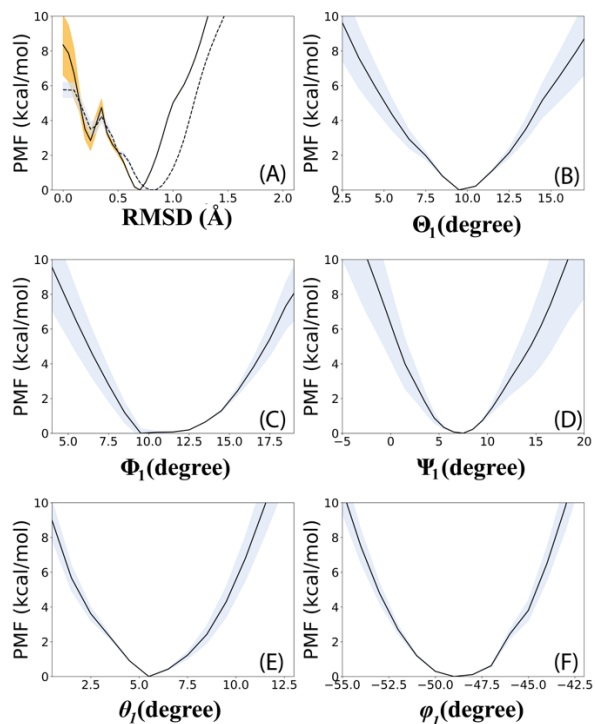 10
8
6
4
2
0
PMF (kcal/mol)
0.0 0.5 1.0 1.5 2.0
RMSD (Å)
(A)
10
8
6
4
2
0
PMF (kcal/mol)
2.5 5.0 7.5 10.0 12.5 15.0
Θ₁(degree)
(B)
10
8
6
4
2
0
PMF (kcal/mol)
5.0 7.5 10.0 12.5 15.0 17.5
Φ₁(degree)
(C)
10
8
6
4
2
0
PMF (kcal/mol)
−5 0 5 10 15 20
Ψ₁(degree)
(D)
10
8
6
4
2
0
PMF (kcal/mol)
2.5 5.0 7.5 10.0 12.5
θ₁(degree)
(E)
10
8
6
4
2
0
PMF (kcal/mol)
−55.0 −52.5 −50.0 −47.5 −45.0 −42.5
φ₁(degree)
(F)